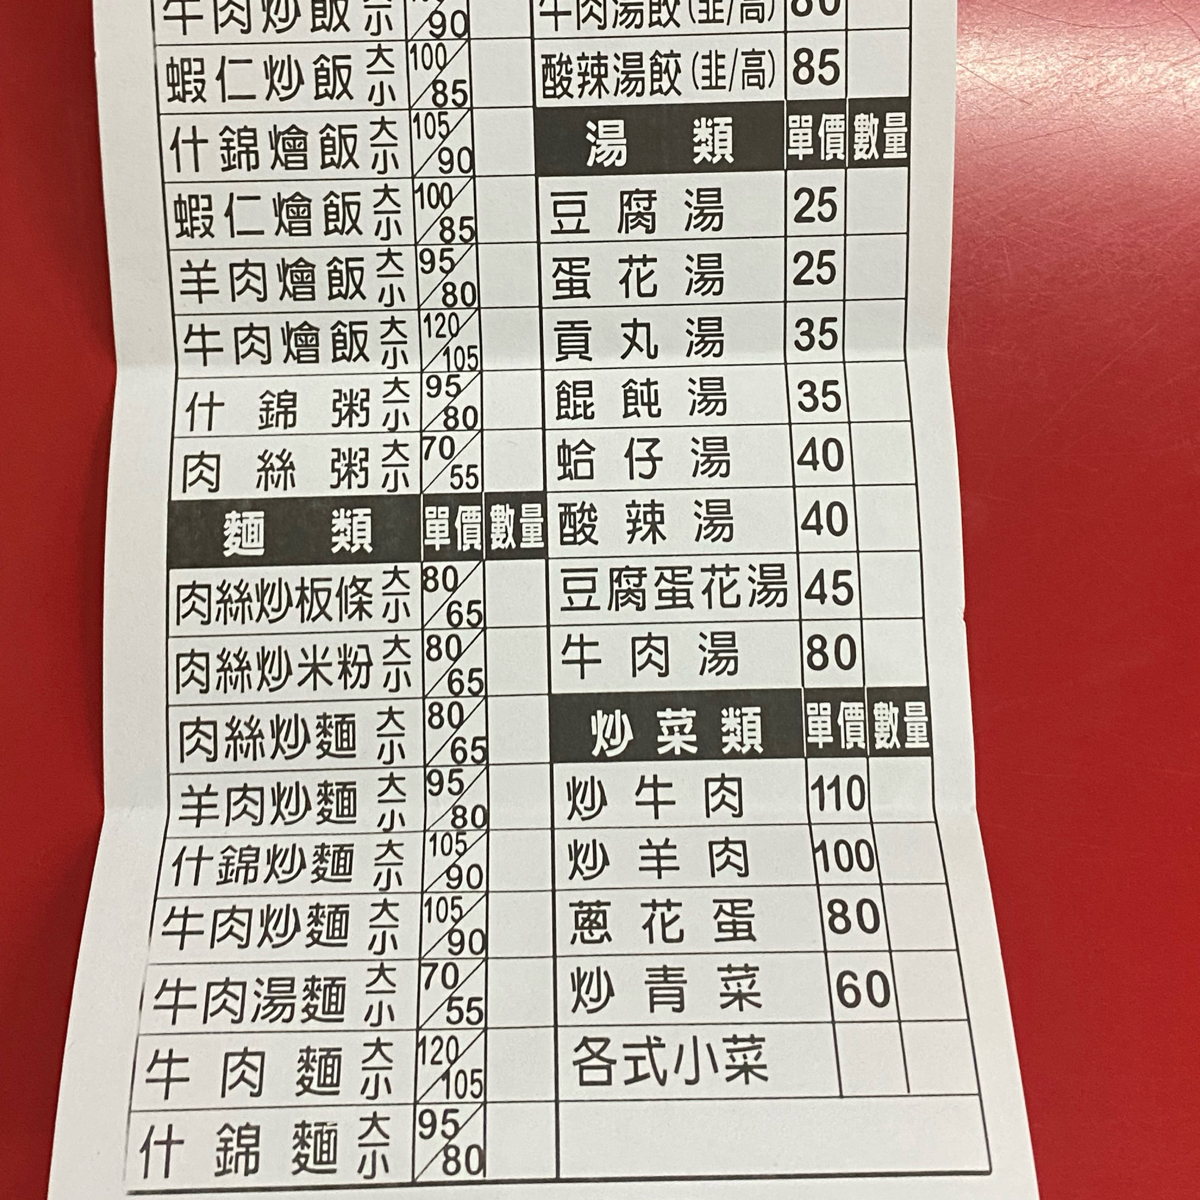 牛肉炒飯 大/小 /90
蝦仁炒飯 大/小 100/85
什錦燴飯 大/小 105/90
蝦仁燴飯 大/小 100/85
羊肉燴飯 大/小 95/80
牛肉燴飯 大/小 120/105
什錦粥 大/小 95/80
肉絲粥 大/小 70/55
麵類 單價 數量
肉絲炒板條 大/小 80/65
肉絲炒米粉 大/小 80/65
肉絲炒麵 大/小 80/65
羊肉炒麵 大/小 95/80
什錦炒麵 大/小 105/90
牛肉炒麵 大/小 105/90
牛肉湯麵 大/小 70/55
牛肉麵 大/小 120/105
什錦麵 大/小 95/80
牛肉湯餃(韭/高) 80
酸辣湯餃(韭/高) 85
湯類 單價 數量
豆腐湯 25
蛋花湯 25
貢丸湯 35
餛飩湯 35
蛤仔湯 40
酸辣湯 40
豆腐蛋花湯 45
牛肉湯 80
炒菜類 單價 數量
炒牛肉 110
炒羊肉 100
蔥花蛋 80
炒青菜 60
各式小菜